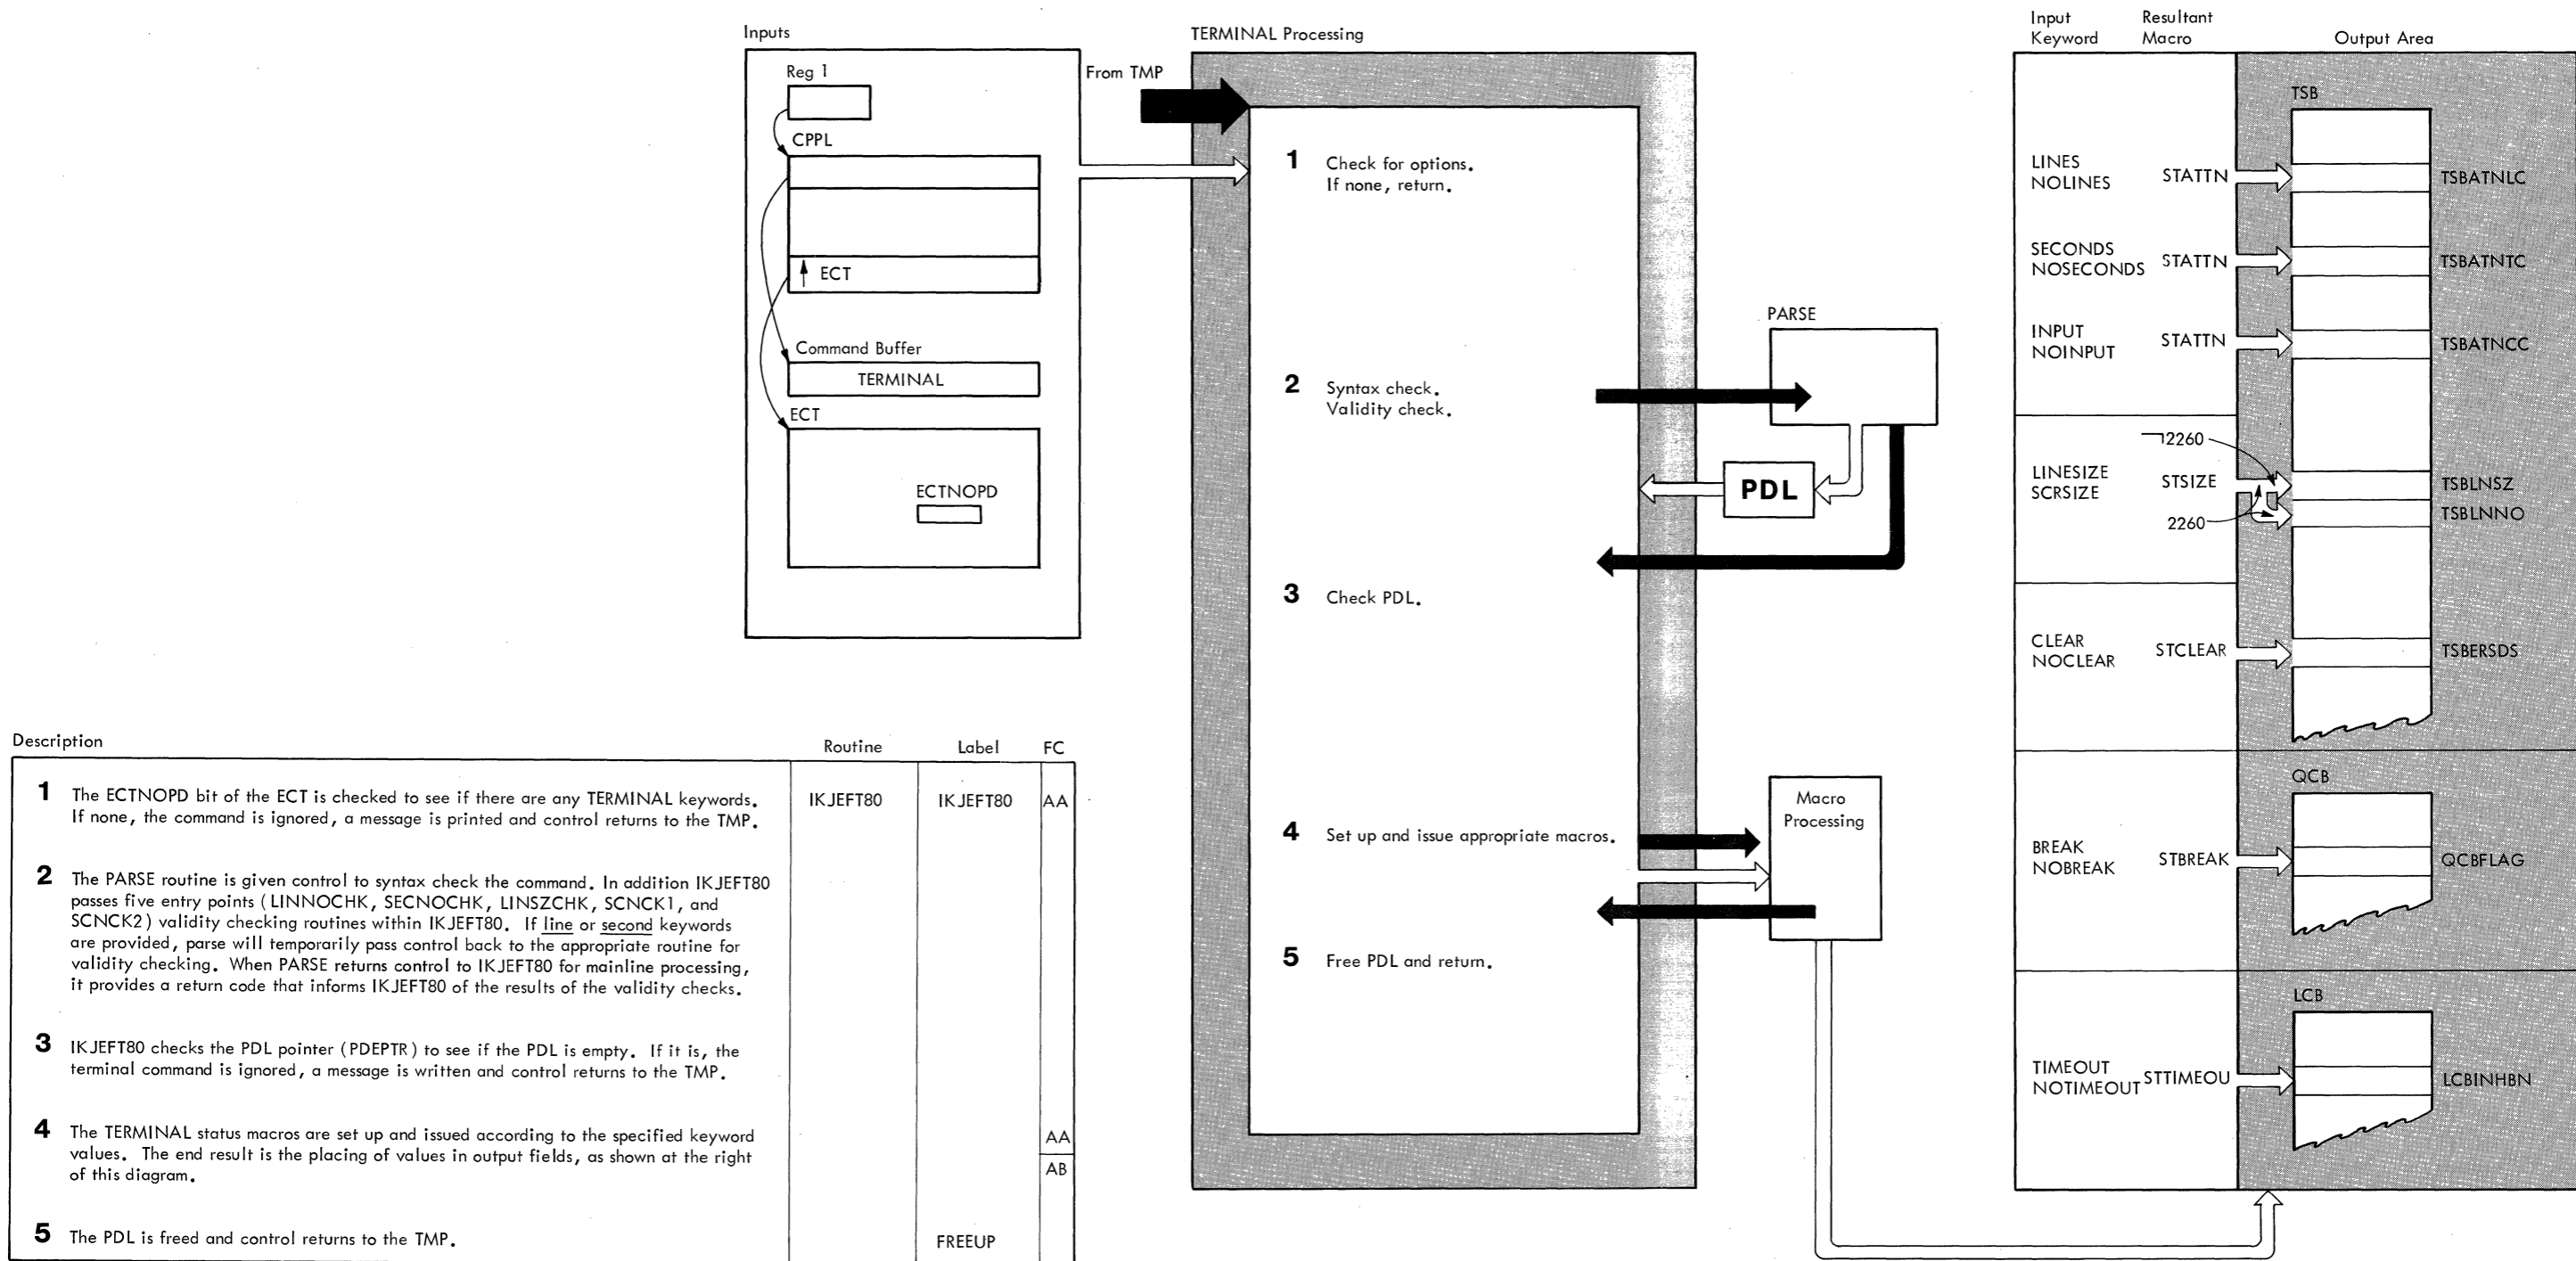 Inputs
Reg 1
CPPL
ECT
Command Buffer
TERMINAL
ECT
ECTNOPD
From TMP
TERMINAL Processing
1 Check for options.
If none, return.
2 Syntax check.
Validity check.
3 Check PDL.
4 Set up and issue appropriate macros.
5 Free PDL and return.
PARSE
PDL
Macro
Processing
Input
Keyword
Resultant
Macro
Output Area
TSB
LINES
NOLINES
STATTN
TSBATNLC
SECONDS
NOSECONDS
STATTN
TSBATNTC
INPUT
NOINPUT
STATTN
TSBATNCC
¬2260
LINESIZE
SCRSIZE
STSIZE
TSBLNSZ
TSBLNNO
2260
CLEAR
NOCLEAR
STCLEAR
TSBERSDS
QCB
BREAK
NOBREAK
STBREAK
QCBFLAG
LCB
TIMEOUT
NOTIMEOUT
STTIMEOU
LCBINHBN
Description
Routine
Label
FC
1 The ECTNOPD bit of the ECT is checked to see if there are any TERMINAL keywords.
If none, the command is ignored, a message is printed and control returns to the TMP.
IKJEFT80
IKJEFT80
AA
2 The PARSE routine is given control to syntax check the command. In addition IKJEFT80
passes five entry points (LINNOCHK, SECNOCHK, LINSZCHK, SCNCK1, and
SCNCK2) validity checking routines within IKJEFT80. If line or second keywords
are provided, parse will temporarily pass control back to the appropriate routine for
validity checking. When PARSE returns control to IKJEFT80 for mainline processing,
it provides a return code that informs IKJEFT80 of the results of the validity checks.
3 IKJEFT80 checks the PDL pointer (PDEPTR) to see if the PDL is empty. If it is, the
terminal command is ignored, a message is written and control returns to the TMP.
4 The TERMINAL status macros are set up and issued according to the specified keyword
values. The end result is the placing of values in output fields, as shown at the right
of this diagram.
AA
AB
5 The PDL is freed and control returns to the TMP.
FREEUP